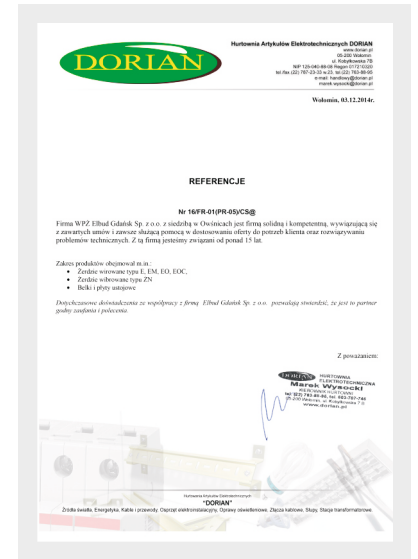 DORIAN
Hurtownia Artykułów Elektrotechnicznych DORIAN
www.dorian.pl
05-200 Wołomin
ul. Kobyłkowska 7B
tel./fax (22) 787-23-33 w.23, tel.(22) 763-88-95
e-mail: handlowy@dorian.pl
marek.wysocki@dorian.pl
Wołomin, 03.12.2014r.
REFERENCJE
Nr 16/FR-01(PR-05)/CS@
Firma WPŻ Elbud Gdańsk Sp. z o.o. z siedzibą w Owśnicach jest firmą solidną i kompetentną, wywiązującą się
z zawartych umów i zawsze służącą pomocą w dostosowaniu oferty do potrzeb klienta oraz rozwiązywaniu
problemów technicznych. Z tą firmą jesteśmy związani od ponad 15 lat.
Zakres produktów obejmował m.in.:
• Żerdzie wirowane typu E, EM, EO, EOC,
• Żerdzie wibrowane typu ŻN
• Belki i płyty ustojowe
Dotychczasowe doświadczenia ze współpracy z firmą Elbud Gdańsk Sp. z o.o. pozwalają stwierdzić, że jest to partner
godny zaufania i polecenia.
Z poważaniem:
DORIAN HURTOWNIA
ELEKTROTECHNICZNA
Marek Wysocki
KIEROWNIK HURTOWNI
www.dorian.pl
Hurtownia Artykułów Elektrotechnicznych
"DORIAN"
Źródła światła, Energetyka, Kable i przewody, Osprzęt elektroinstalacyjny, Oprawy oświetleniowe, Złącza kablowe, Słupy, Stacje transformatorowe.